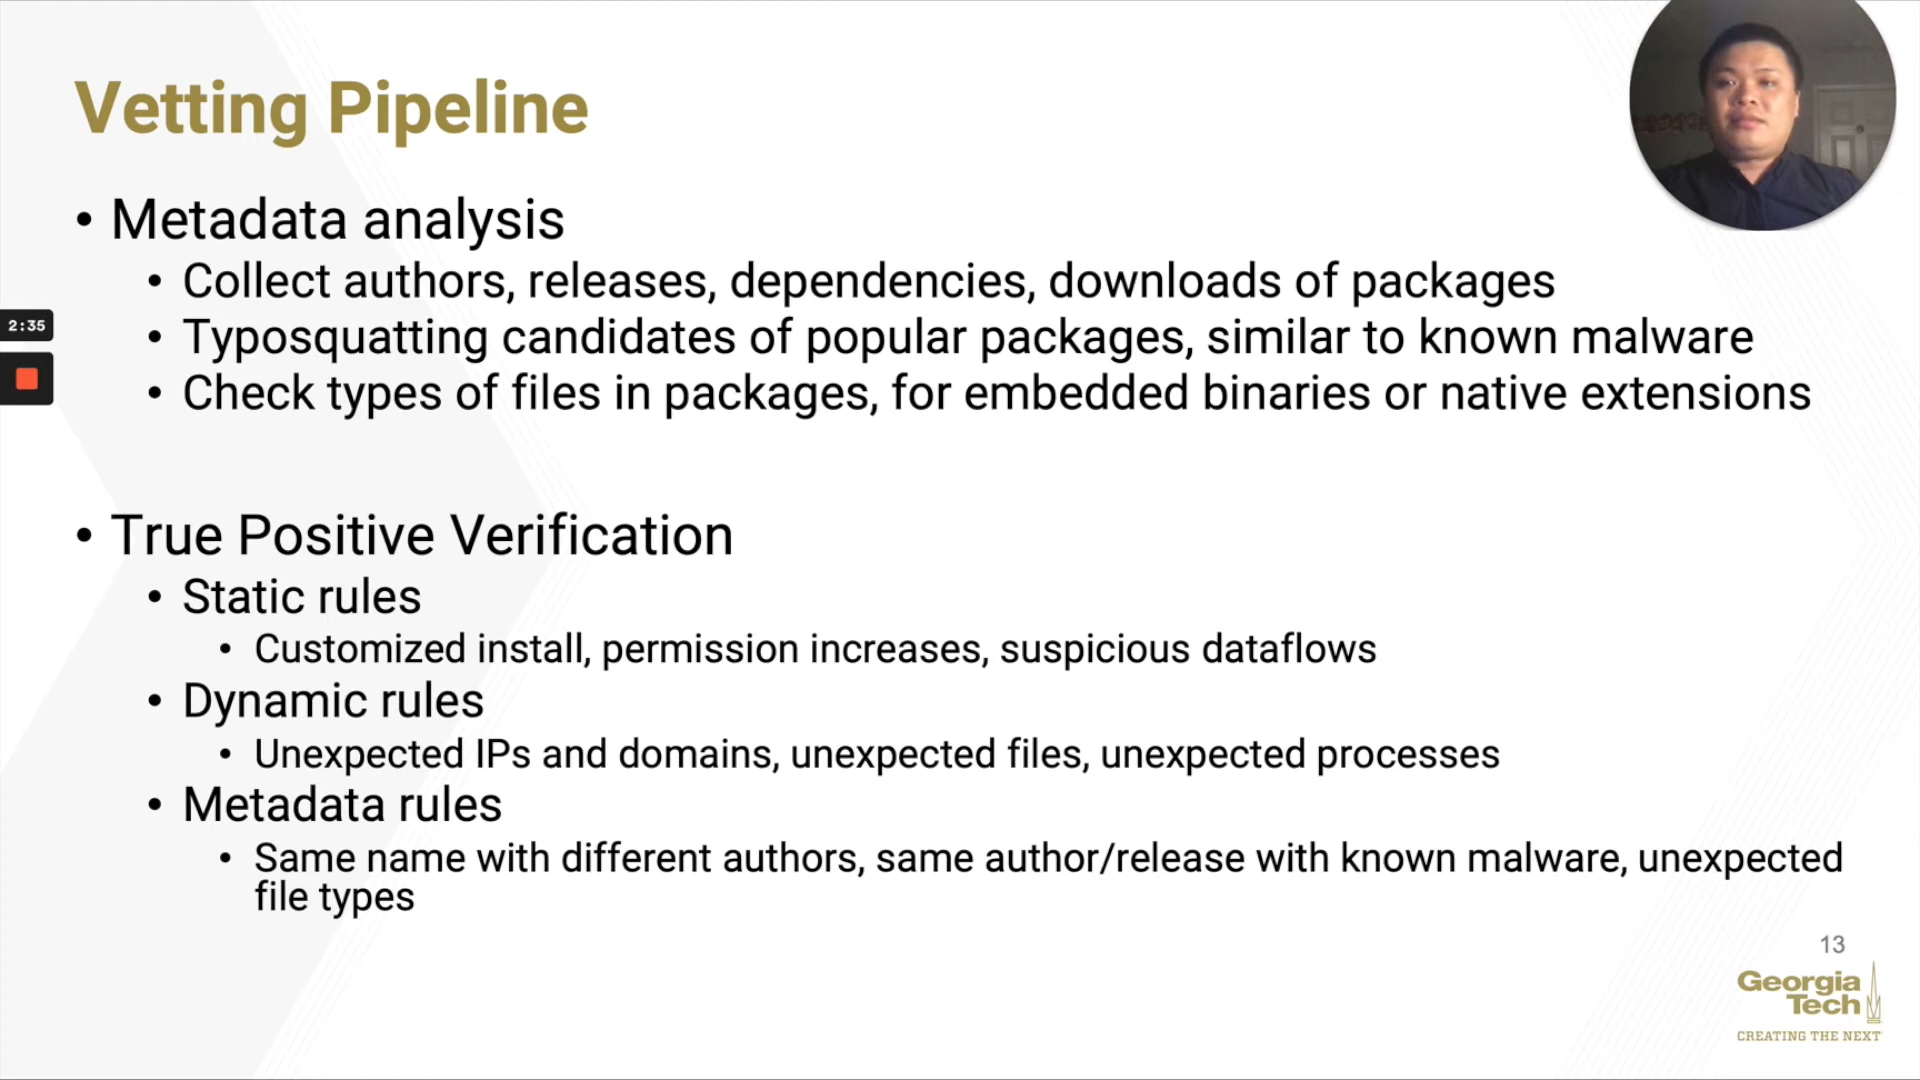 Vetting Pipeline
• Metadata analysis
• Collect authors, releases, dependencies, downloads of packages
• Typosquatting candidates of popular packages, similar to known malware
2:35
• Check types of files in packages, for embedded binaries or native extensions
• True Positive Verification
• Static rules
• Customized install, permission increases, suspicious dataflows
• Dynamic rules
• Unexpected IPs and domains, unexpected files, unexpected processes
• Metadata rules
• Same name with different authors, same author/release with known malware, unexpected
file types
13
Georgia
Tech
CREATING THE NEXT